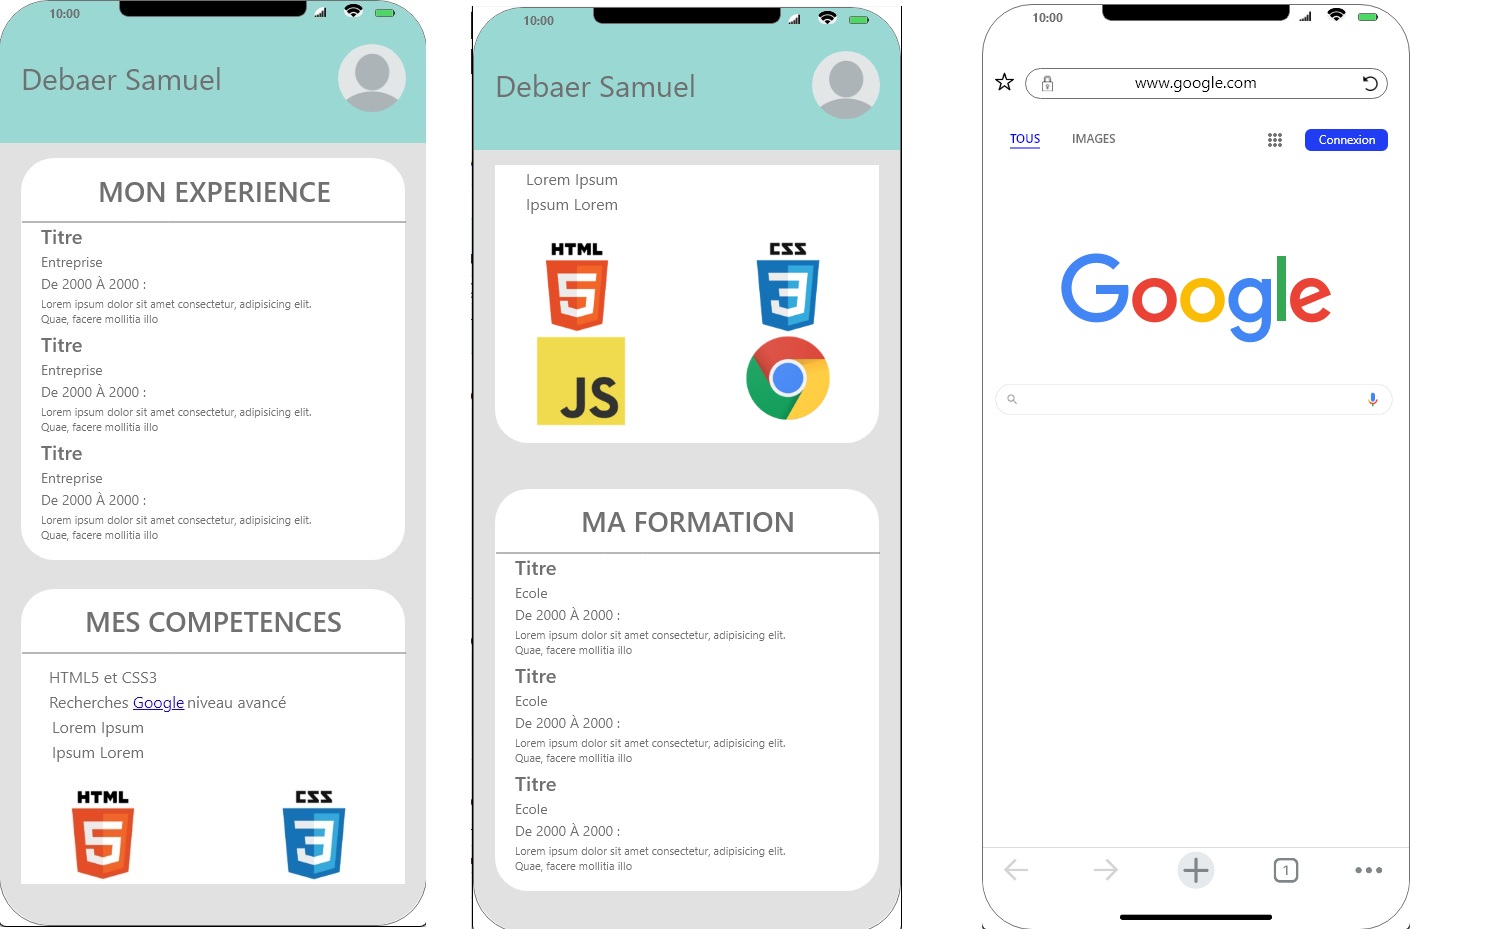 10:00
Debaer Samuel
MON EXPERIENCE
Titre
Entreprise
De 2000 À 2000 :
Lorem ipsum dolor sit amet consectetur, adipisicing elit.
Quae, facere mollitia illo
Titre
Entreprise
De 2000 À 2000 :
Lorem ipsum dolor sit amet consectetur, adipisicing elit.
Quae, facere mollitia illo
Titre
Entreprise
De 2000 À 2000 :
Lorem ipsum dolor sit amet consectetur, adipisicing elit.
Quae, facere mollitia illo
MES COMPETENCES
HTML5 et CSS3
Recherches Google niveau avancé
Lorem Ipsum
Ipsum Lorem
HTML
5
CSS
3
10:00
Debaer Samuel
Lorem Ipsum
Ipsum Lorem
HTML
5
CSS
3
JS
MA FORMATION
Titre
Ecole
De 2000 À 2000 :
Lorem ipsum dolor sit amet consectetur, adipisicing elit.
Quae, facere mollitia illo
Titre
Ecole
De 2000 À 2000 :
Lorem ipsum dolor sit amet consectetur, adipisicing elit.
Quae, facere mollitia illo
Titre
Ecole
De 2000 À 2000 :
Lorem ipsum dolor sit amet consectetur, adipisicing elit.
Quae, facere mollitia illo
10:00
www.google.com
TOUS IMAGES Connexion
Google
1